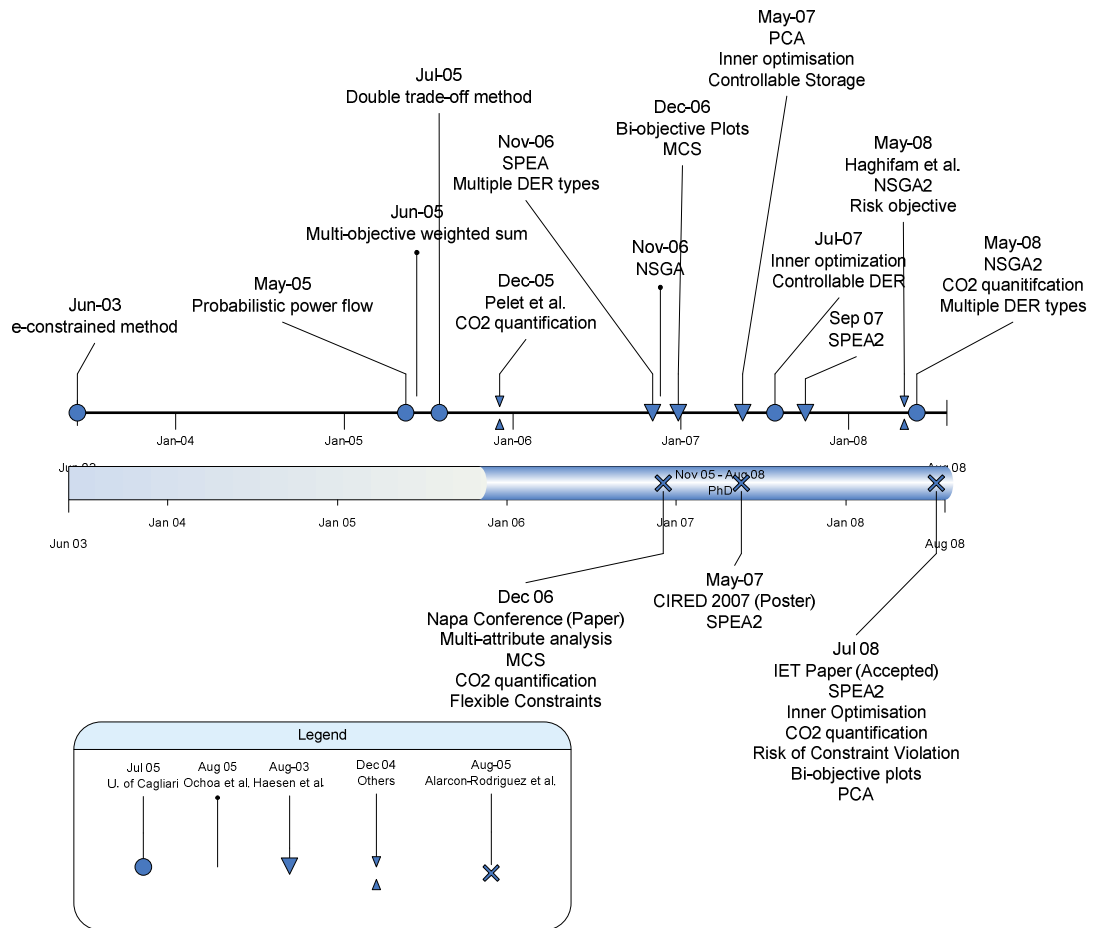 May-07
PCA
Inner optimisation
Controllable Storage
Jul-05
Double trade-off method
Dec-06
Bi-objective Plots
MCS
Nov-06
SPEA
Multiple DER types
May-08
Haghifam et al.
NSGA2
Risk objective
Jun-05
Multi-objective weighted sum
Nov-06
NSGA
Jul-07
Inner optimization
Controllable DER
May-08
NSGA2
CO2 quanitifcation
Multiple DER types
May-05
Probabilistic power flow
Dec-05
Pelet et al.
CO2 quantification
Jun-03
e-constrained method
Sep 07
SPEA2
Jan-04
Jan-05
Jan-06
Jan-07
Jan-08
Jun-03
Aug-08
Nov 05 - Aug 08
PhD
Jan 04
Jan 05
Jan 06
Jan 07
Jan 08
Jun 03
Aug 08
Dec 06
Napa Conference (Paper)
Multi-attribute analysis
MCS
CO2 quantification
Flexible Constraints
May-07
CIRED 2007 (Poster)
SPEA2
Jul 08
IET Paper (Accepted)
SPEA2
Inner Optimisation
CO2 quantification
Risk of Constraint Violation
Bi-objective plots
PCA
Legend
Jul 05
U. of Cagliari
Aug 05
Ochoa et al.
Aug-03
Haesen et al.
Dec 04
Others
Aug-05
Alarcon-Rodriguez et al.